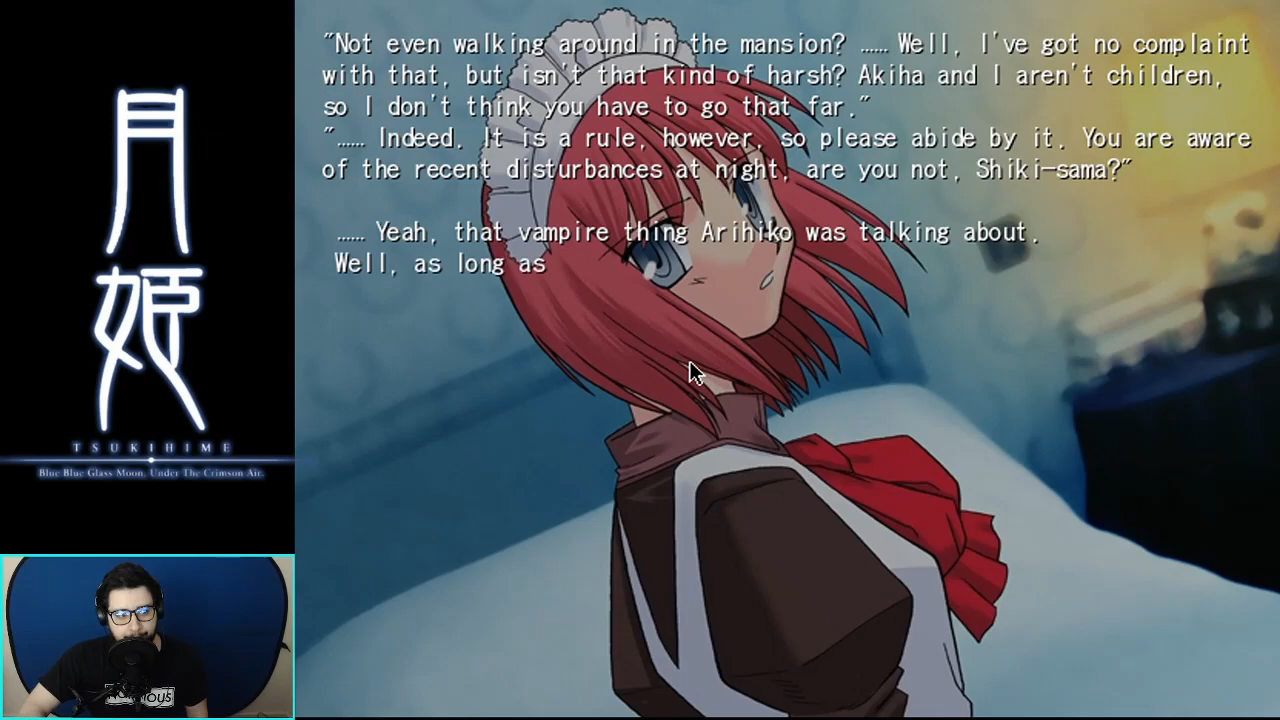 "Not even walking around in the mansion? …… Well, I've got no complaint
with that, but isn't that kind of harsh? Akiha and I aren't children,
so I don't think you have to go that far."
"…… Indeed. It is a rule, however, so please abide by it. You are aware
of the recent disturbances at night, are you not, Shiki-sama?"
…… Yeah, that vampire thing Arihiko was talking about.
Well, as long as
月
姫
TSUKIHIME
Blue Blue Glass Moon, Under The Crimson Air.